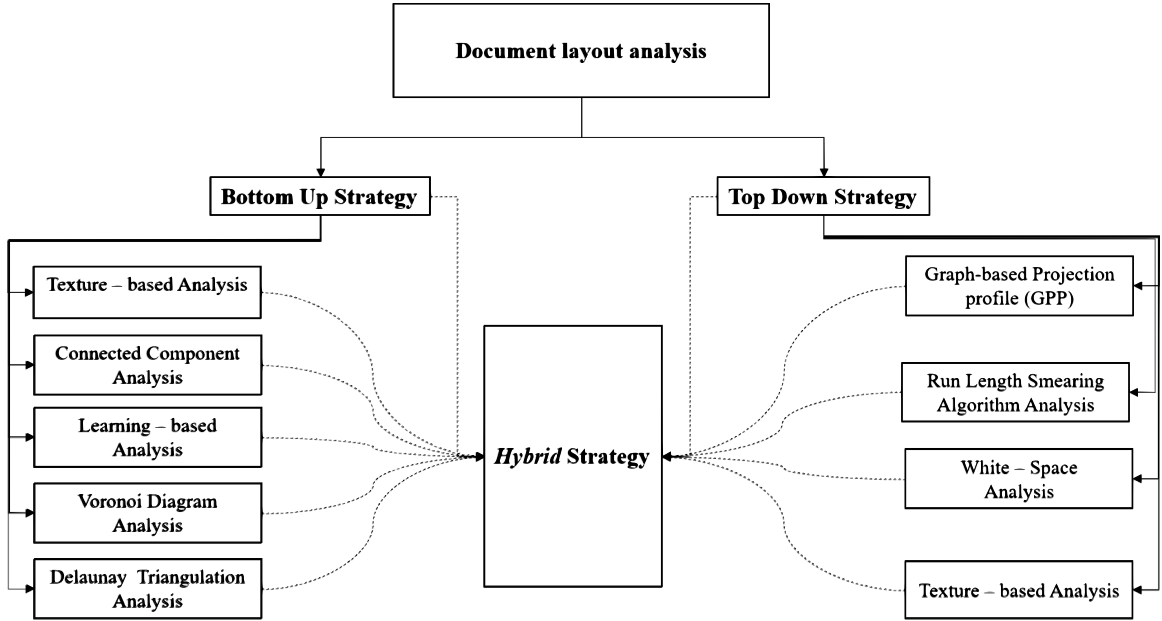 Document layout analysis
Bottom Up Strategy
Top Down Strategy
Texture – based Analysis
Connected Component
Analysis
Learning – based
Analysis
Voronoi Diagram
Analysis
Delaunay Triangulation
Analysis
Hybrid Strategy
Graph-based Projection
profile (GPP)
Run Length Smearing
Algorithm Analysis
White – Space
Analysis
Texture – based Analysis